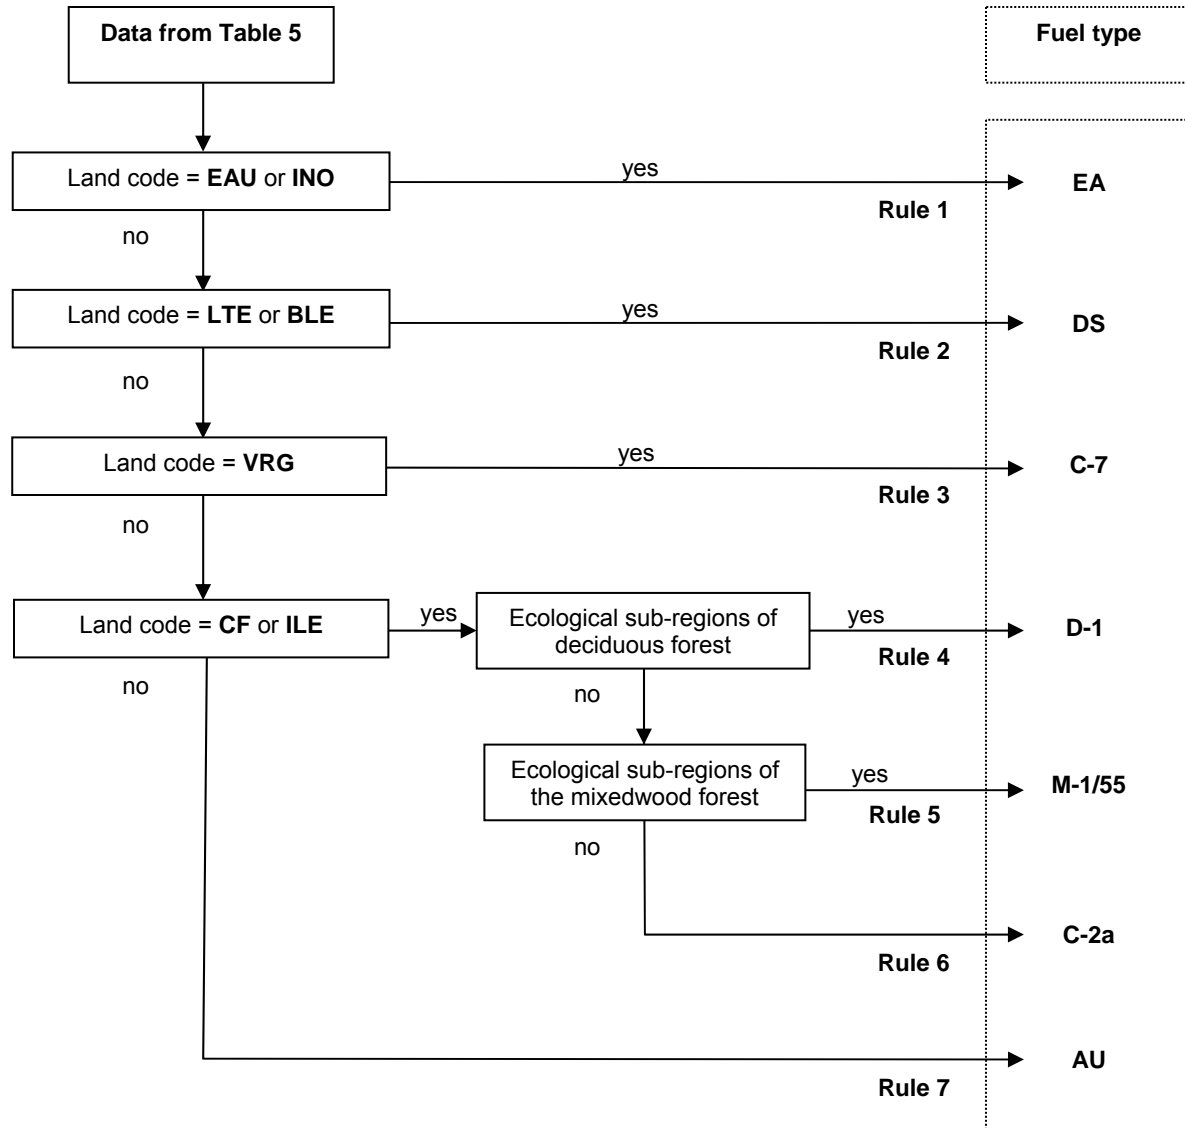 Data from Table 5
Fuel type
Land code = EAU or INO
yes
Rule 1
EA
no
Land code = LTE or BLE
yes
Rule 2
DS
no
Land code = VRG
yes
Rule 3
C-7
no
Land code = CF or ILE
yes
Ecological sub-regions of
deciduous forest
yes
Rule 4
D-1
no
no
Ecological sub-regions of
the mixedwood forest
yes
Rule 5
M-1/55
no
Rule 6
C-2a
Rule 7
AU